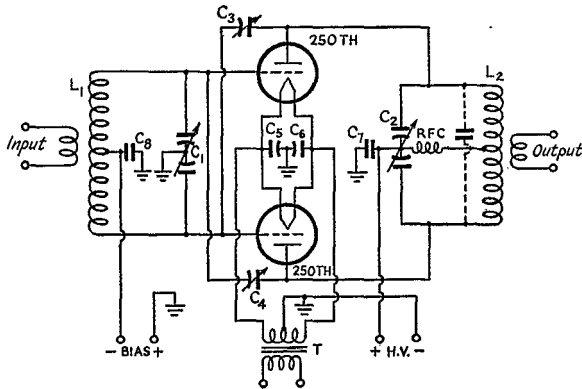 C3
250TH
L1
L2
Input
C8
C1
C5
C6
C7
C2
RFC
Output
250TH
C4
- BIAS +
T
+ H.V. -